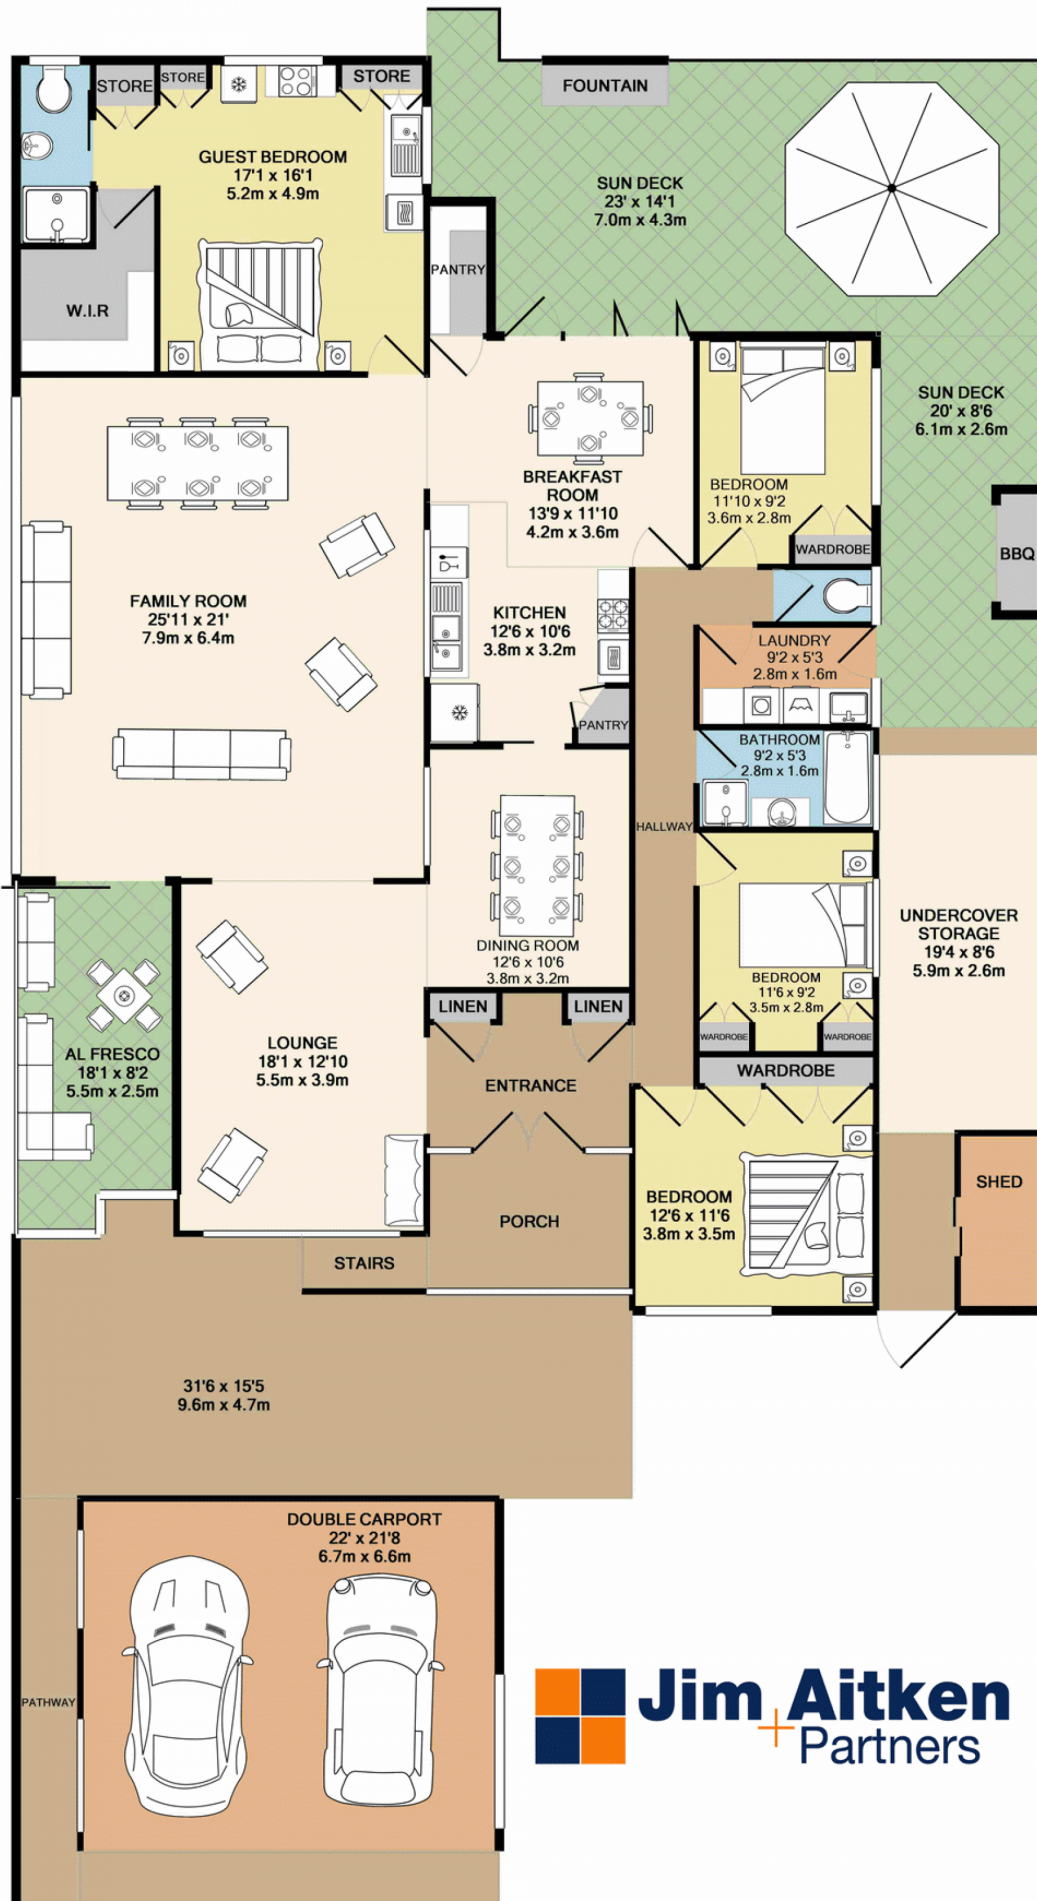 STORE
STORE
STORE
GUEST BEDROOM
17'1 x 16'1
5.2m x 4.9m
W.I.R
PANTRY
FOUNTAIN
SUN DECK
23' x 14'1
7.0m x 4.3m
SUN DECK
20' x 8'6
6.1m x 2.6m
BBQ
BREAKFAST
ROOM
13'9 x 11'10
4.2m x 3.6m
BEDROOM
11'10 x 9'2
3.6m x 2.8m
WARDROBE
FAMILY ROOM
25'11 x 21'
7.9m x 6.4m
KITCHEN
12'6 x 10'6
3.8m x 3.2m
PANTRY
LAUNDRY
9'2 x 5'3
2.8m x 1.6m
BATHROOM
9'2 x 5'3
2.8m x 1.6m
HALLWAY
DINING ROOM
12'6 x 10'6
3.8m x 3.2m
BEDROOM
11'6 x 9'2
3.5m x 2.8m
WARDROBE
WARDROBE
UNDERCOVER
STORAGE
19'4 x 8'6
5.9m x 2.6m
LINEN
LINEN
AL FRESCO
18'1 x 8'2
5.5m x 2.5m
LOUNGE
18'1 x 12'10
5.5m x 3.9m
ENTRANCE
WARDROBE
BEDROOM
12'6 x 11'6
3.8m x 3.5m
SHED
PORCH
STAIRS
31'6 x 15'5
9.6m x 4.7m
DOUBLE CARPORT
22' x 21'8
6.7m x 6.6m
PATHWAY
Jim Aitken
+ Partners